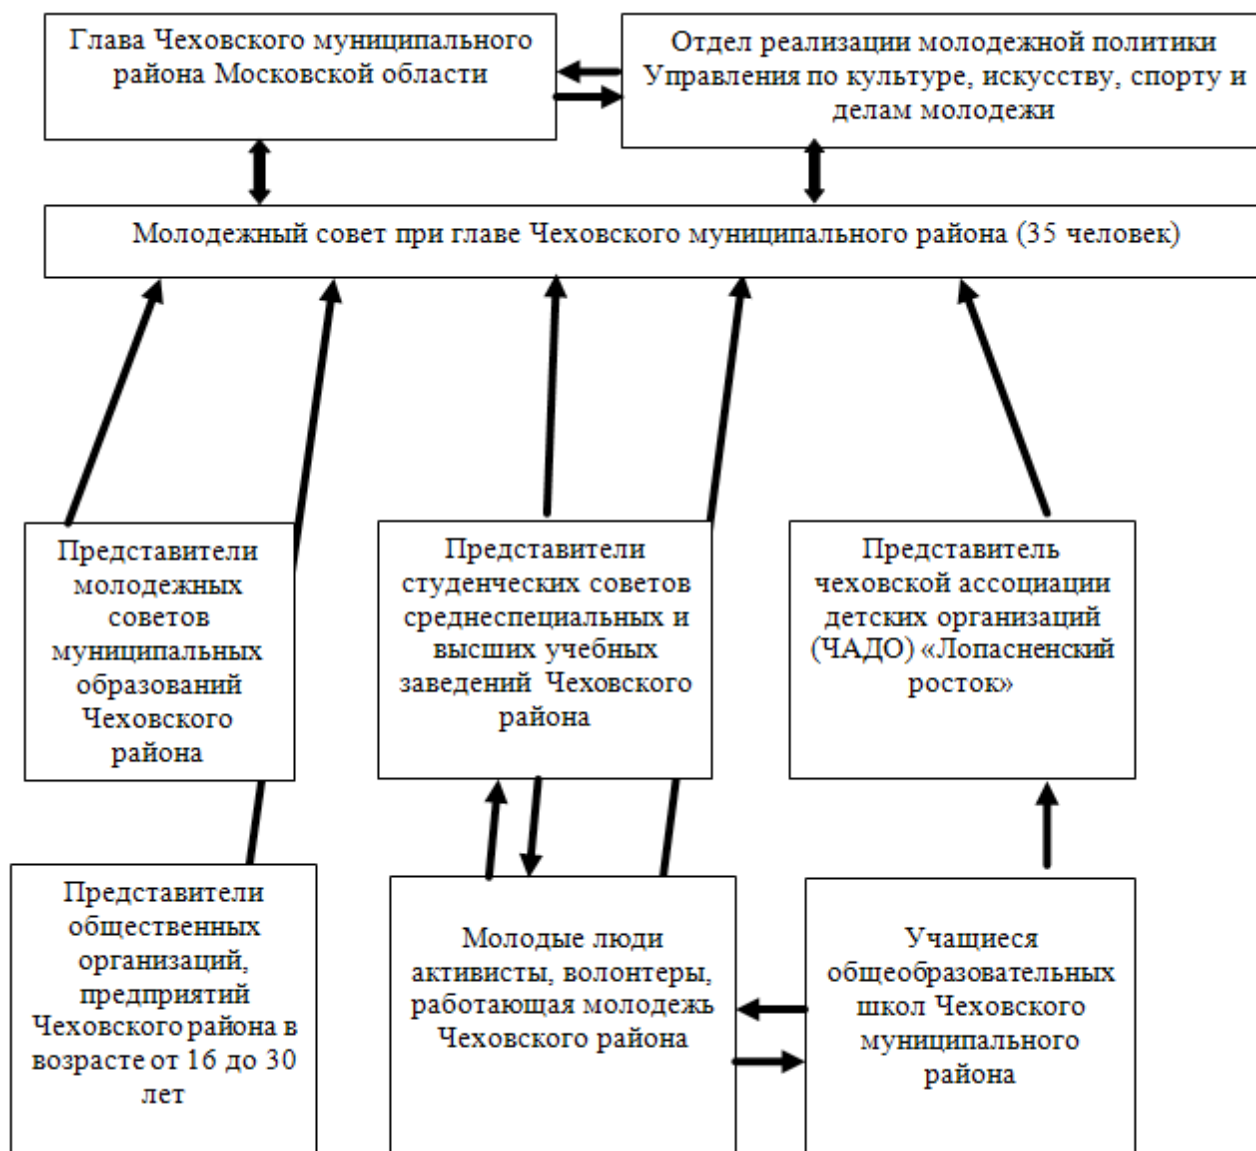 Глава Чеховского муниципального
района Московской области
Отдел реализации молодежной политики
Управления по культуре, искусству, спорту и
делам молодежи
Молодежный совет при главе Чеховского муниципального района (35 человек)
Представители
молодежных
советов
муниципальных
образований
Чеховского
района
Представители
студенческих советов
среднеспециальных и
высших учебных
заведений Чеховского
района
Представитель
чеховской ассоциации
детских организаций
(ЧАДО) «Лопасненский
росток»
Представители
общественных
организаций,
предприятий
Чеховского района в
возрасте от 16 до 30
лет
Молодые люди
активисты, волонтеры,
работающая молодежь
Чеховского района
Учащиеся
общеобразовательных
школ Чеховского
муниципального
района